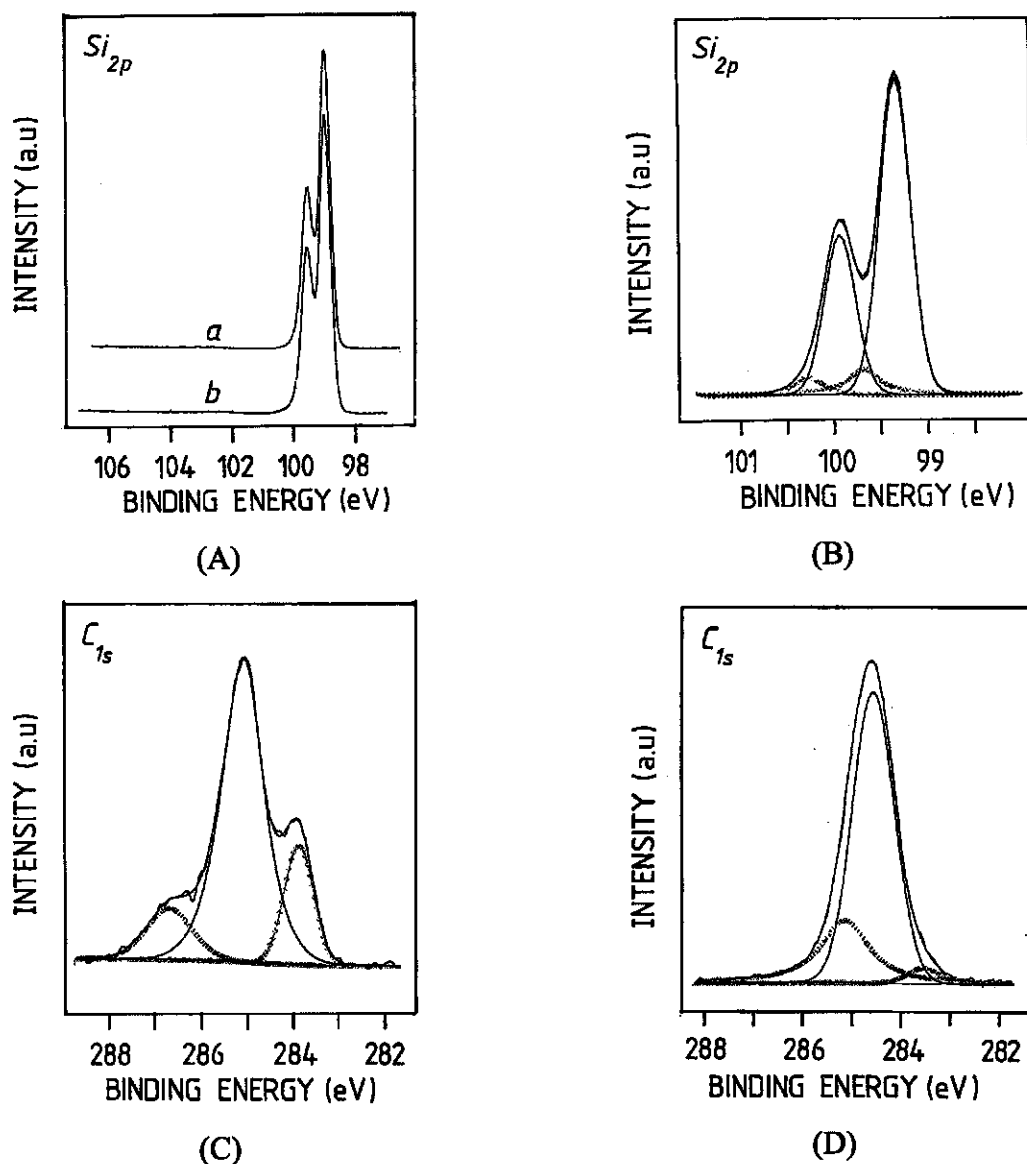 Si2p
INTENSITY (a.u)
a
b
106 104 102 100 98
BINDING ENERGY (eV)
(A)
Si2p
INTENSITY (a.u)
101 100 99
BINDING ENERGY (eV)
(B)
C1s
INTENSITY (a.u)
288 286 284 282
BINDING ENERGY (eV)
(C)
C1s
INTENSITY (a.u)
288 286 284 282
BINDING ENERGY (eV)
(D)